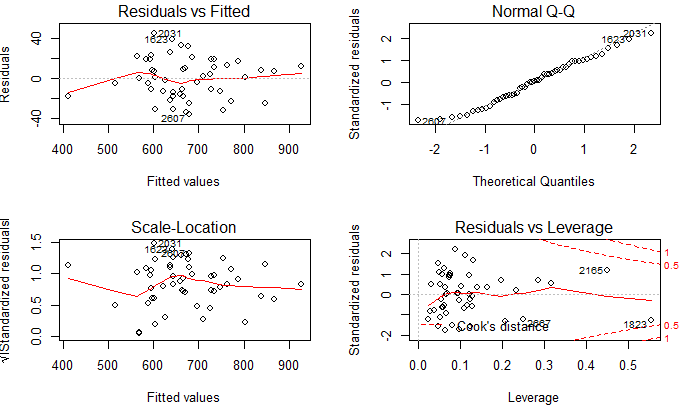 Residuals vs Fitted
Residuals
-40 0 20 40
2031
1623
2607
400 500 600 700 800 900
Fitted values
Normal Q-Q
Standardized residuals
-1 0 1 2
2031
1623
2607
-2 -1 0 1 2
Theoretical Quantiles
Scale-Location
√|Standardized residuals|
0.0 0.5 1.0 1.5
2031
1623
2607
400 500 600 700 800 900
Fitted values
Residuals vs Leverage
Standardized residuals
-2 0 1 2
1
0.5
0.5
1
2165
2667
1823
Cook's distance
0.0 0.1 0.2 0.3 0.4 0.5
Leverage